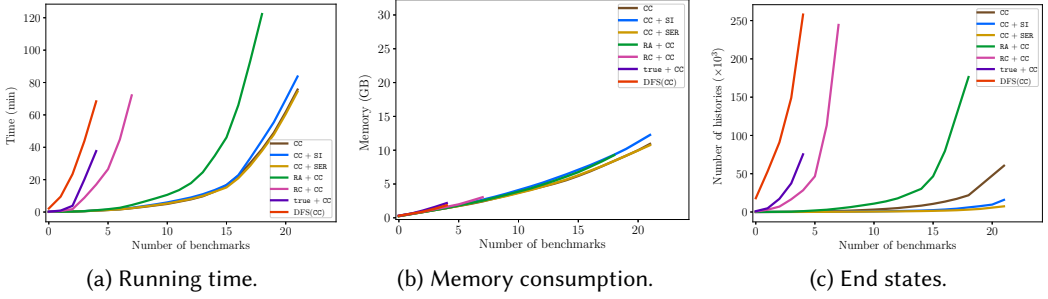 120
100
80
60
40
20
0
Time (min)
0 5 10 15 20
Number of benchmarks
CC
CC + SI
CC + SER
RA + CC
RC + CC
true + CC
DFS(CC)
(a) Running time.
30
25
20
15
10
5
0
Memory (GB)
0 5 10 15 20
Number of benchmarks
CC
CC + SI
CC + SER
RA + CC
RC + CC
true + CC
DFS(CC)
(b) Memory consumption.
250
200
150
100
50
0
Number of histories (×10³)
0 5 10 15 20
Number of benchmarks
CC
CC + SI
CC + SER
RA + CC
RC + CC
true + CC
DFS(CC)
(c) End states.